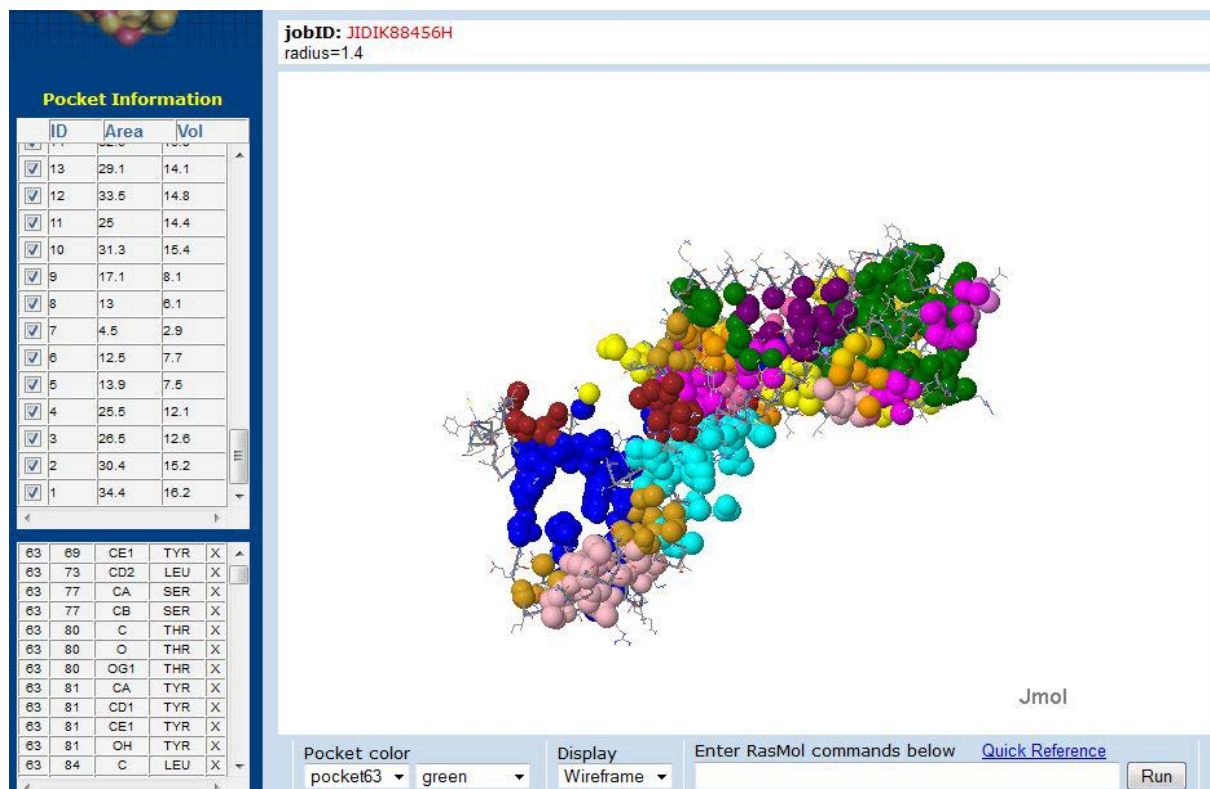 jobID: JIDIK88456H
radius=1.4
Pocket Information
ID Area Vol
13 29.1 14.1
12 33.5 14.8
11 25 14.4
10 31.3 15.4
9 17.1 8.1
8 13 6.1
7 4.5 2.9
6 12.5 7.7
5 13.9 7.5
4 25.5 12.1
3 26.5 12.6
2 30.4 15.2
1 34.4 16.2
63 69 CE1 TYR X
63 73 CD2 LEU X
63 77 CA SER X
63 77 CB SER X
63 80 C THR X
63 80 O THR X
63 80 OG1 THR X
63 81 CA TYR X
63 81 CD1 TYR X
63 81 CE1 TYR X
63 81 OH TYR X
63 84 C LEU X
Jmol
Pocket color Display Enter RasMol commands below Quick Reference
pocket63 green Wireframe Run